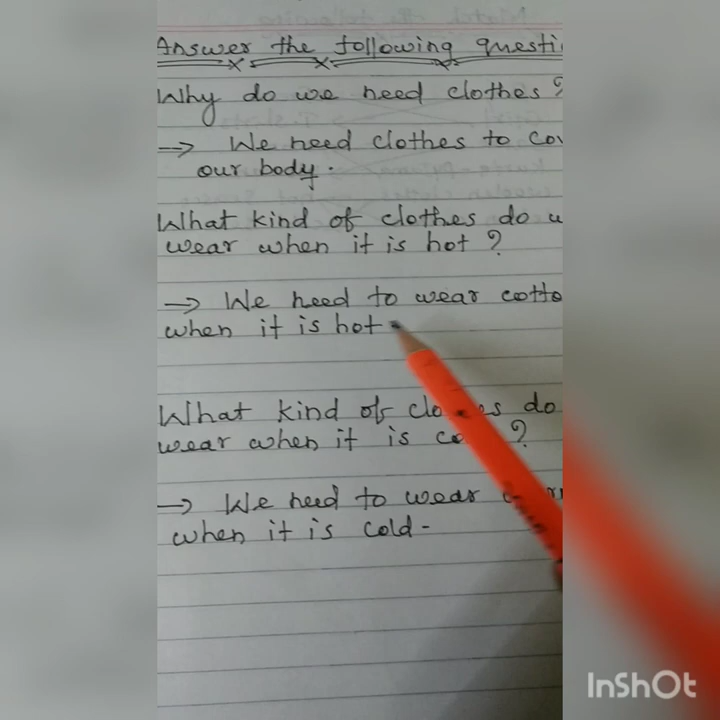 Answer the following questi
Why do we need clothes?
→ We need clothes to co
our body.
What kind of clothes do
wear when it is hot?
→ We need to wear cotto
when it is hot
What kind of do
wear when it is ?
→ We need to wear
when it is cold-
InShOt